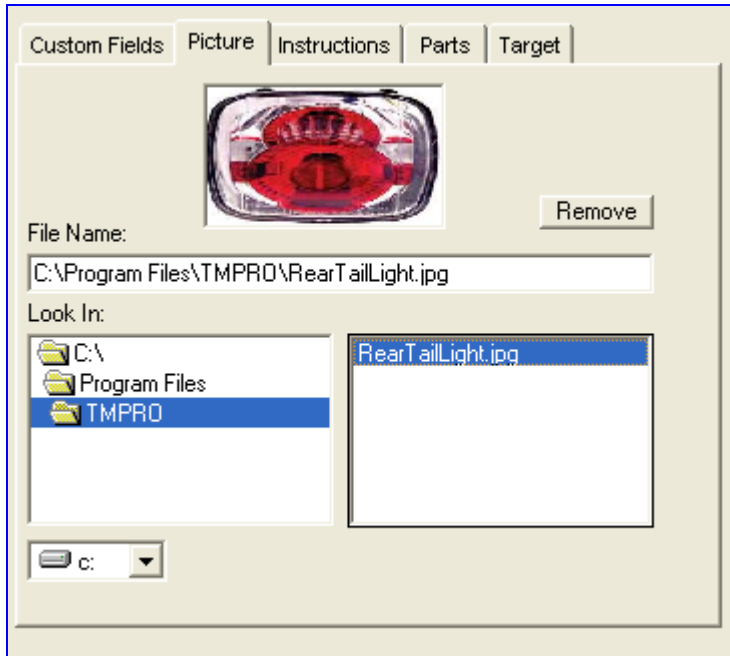 Custom Fields Picture Instructions Parts Target
Remove
File Name:
C:\Program Files\TMPRO\RearTailLight.jpg
Look In:
C:\ RearTailLight.jpg
Program Files
TMPRO
c: